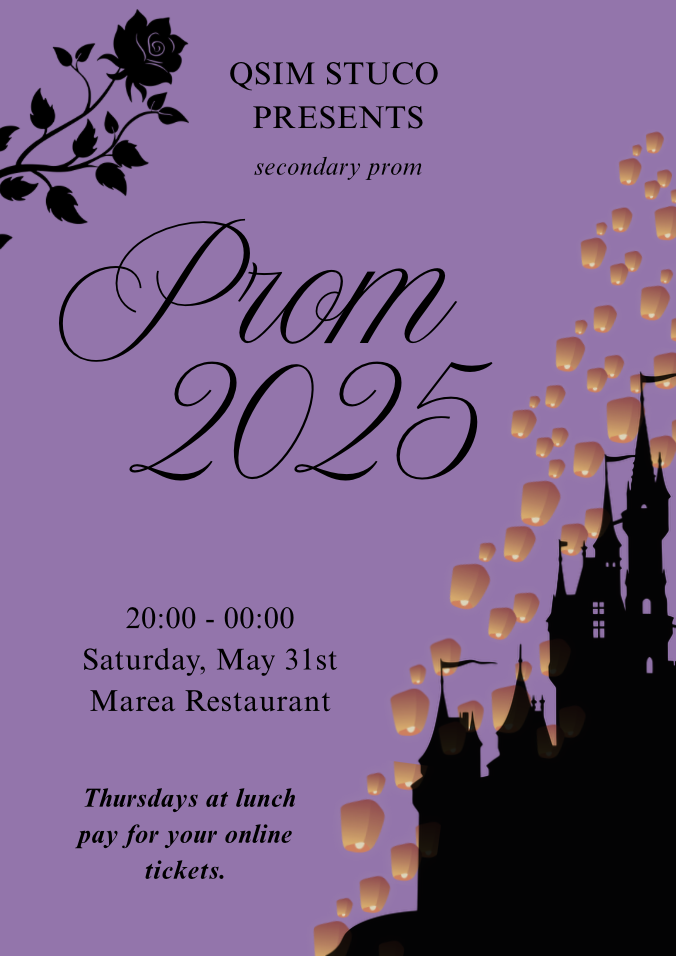 QSIM STUCO
PRESENTS
secondary prom
Prom
2025
20:00 - 00:00
Saturday, May 31st
Marea Restaurant
Thursdays at lunch
pay for your online
tickets.